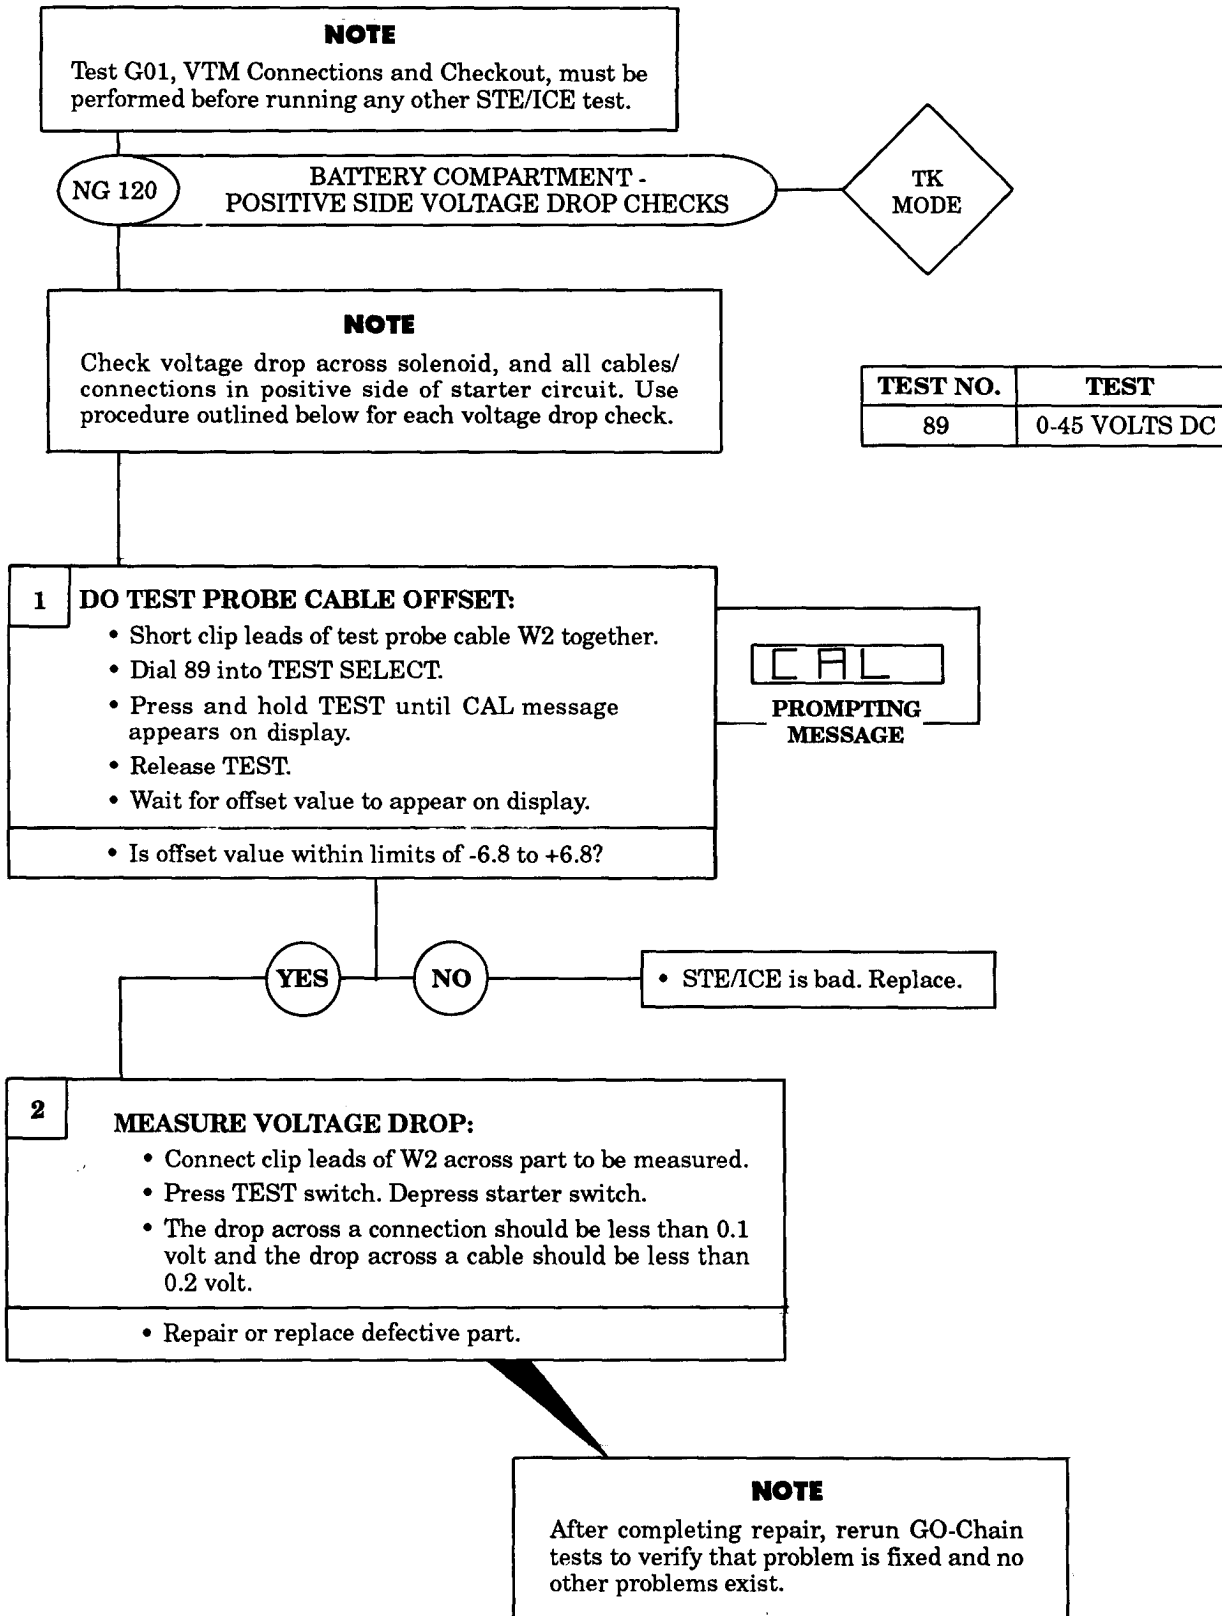 NOTE
Test G01, VTM Connections and Checkout, must be
performed before running any other STE/ICE test.
NG 120
BATTERY COMPARTMENT -
POSITIVE SIDE VOLTAGE DROP CHECKS
TK
MODE
NOTE
Check voltage drop across solenoid, and all cables/
connections in positive side of starter circuit. Use
procedure outlined below for each voltage drop check.
TEST NO. TEST
89 0-45 VOLTS DC
1 DO TEST PROBE CABLE OFFSET:
• Short clip leads of test probe cable W2 together.
• Dial 89 into TEST SELECT.
• Press and hold TEST until CAL message
appears on display.
• Release TEST.
• Wait for offset value to appear on display.
• Is offset value within limits of -6.8 to +6.8?
CAL
PROMPTING
MESSAGE
YES
NO
• STE/ICE is bad. Replace.
2
MEASURE VOLTAGE DROP:
• Connect clip leads of W2 across part to be measured.
• Press TEST switch. Depress starter switch.
• The drop across a connection should be less than 0.1
volt and the drop across a cable should be less than
0.2 volt.
• Repair or replace defective part.
NOTE
After completing repair, rerun GO-Chain
tests to verify that problem is fixed and no
other problems exist.